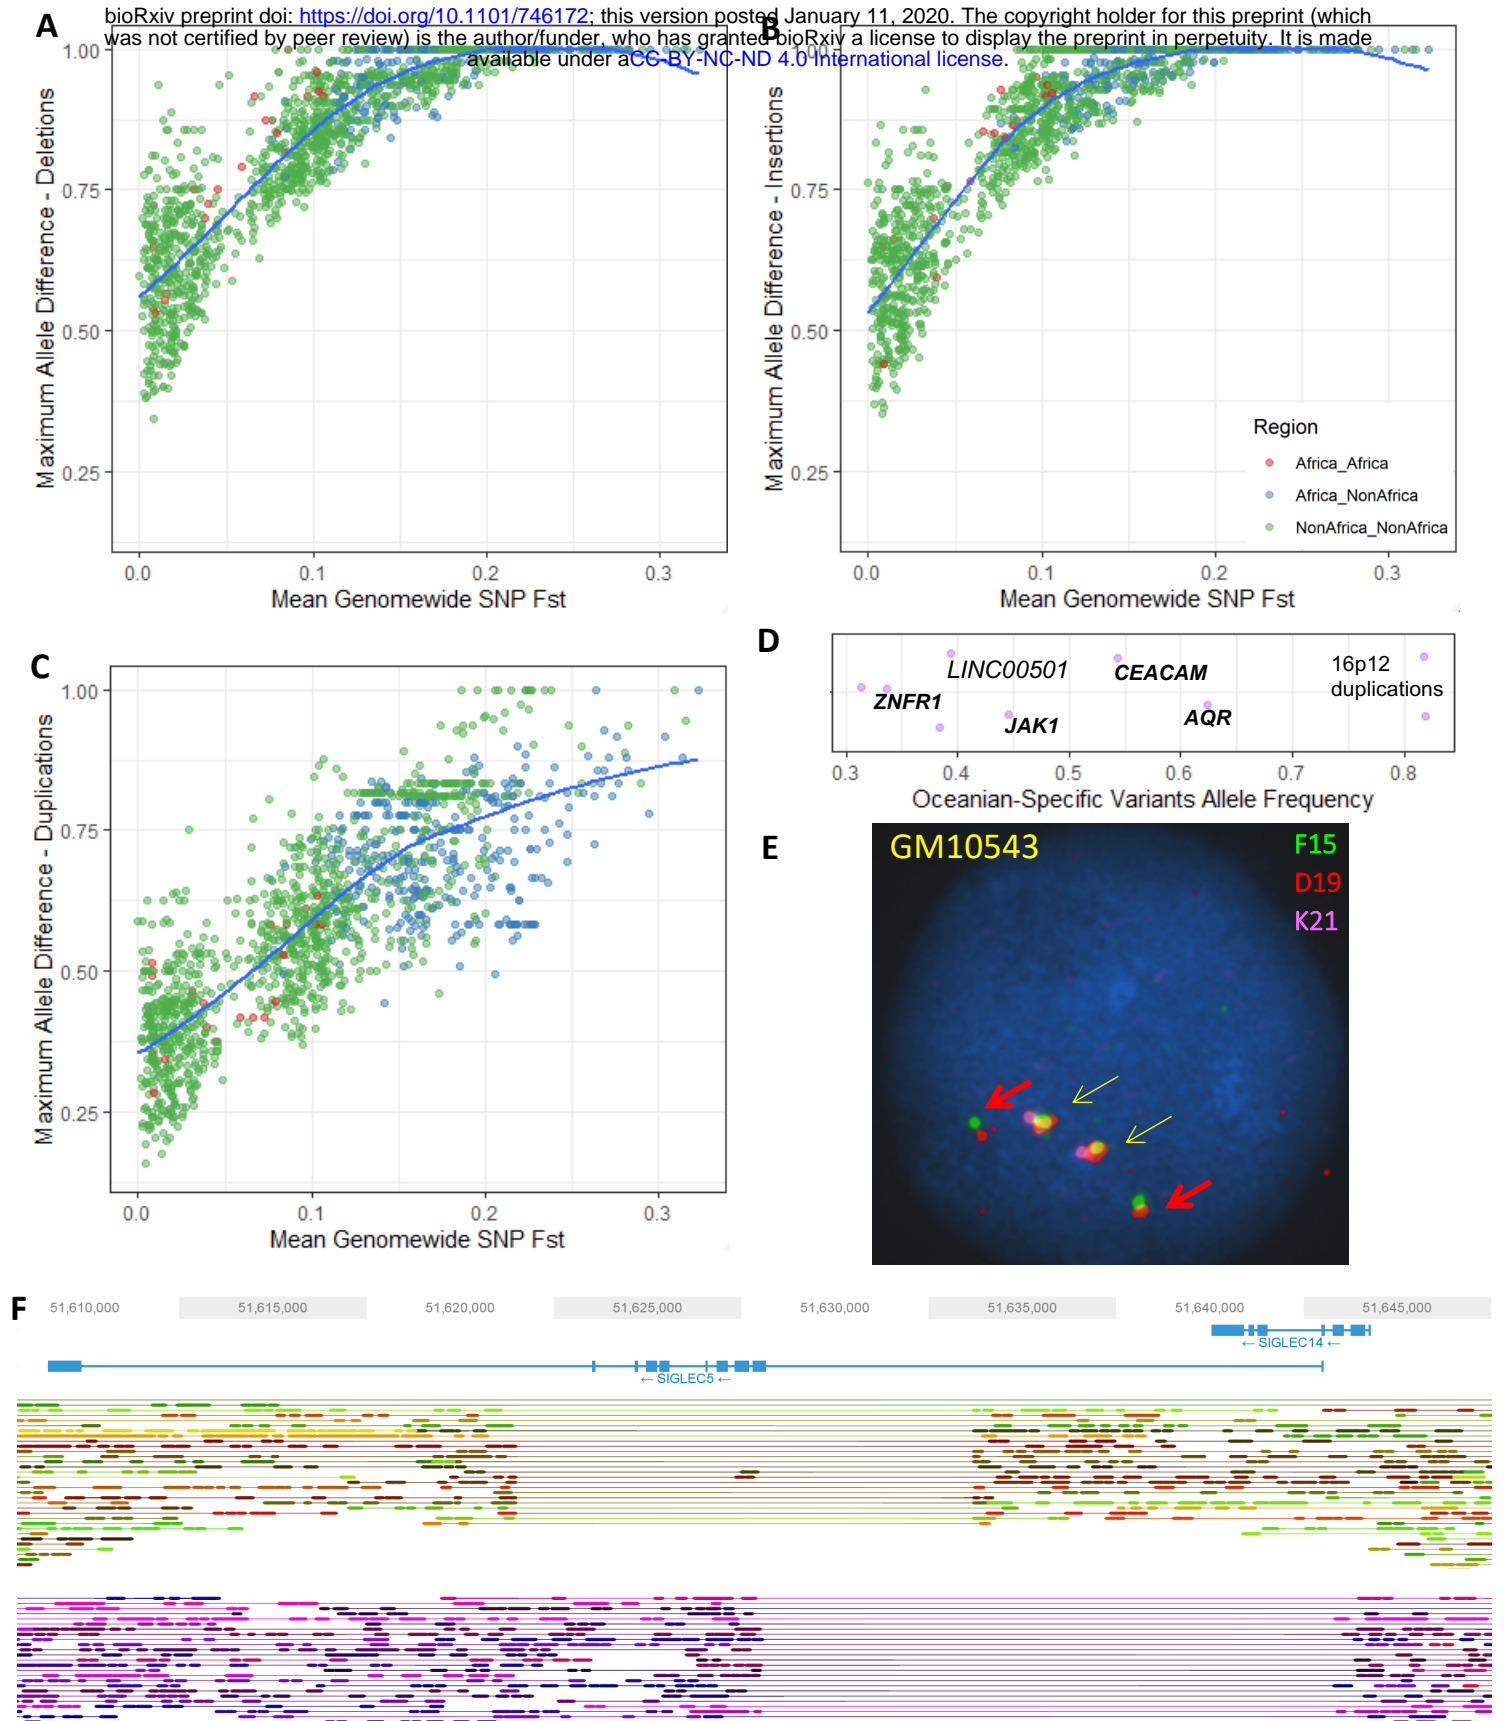 bioRxiv preprint doi: https://doi.org/10.1101/746172; this version posted January 11, 2020. The copyright holder for this preprint (which
was not certified by peer review) is the author/funder, who has granted bioRxiv a license to display the preprint in perpetuity. It is made
available under aCC-BY-NC-ND 4.0 International license.
A
Maximum Allele Difference - Deletions
1.00
0.75
0.50
0.25
0.0 0.1 0.2 0.3
Mean Genomewide SNP Fst
B
Maximum Allele Difference - Insertions
1.00
0.75
0.50
0.25
Region
Africa_Africa
Africa_NonAfrica
NonAfrica_NonAfrica
0.0 0.1 0.2 0.3
Mean Genomewide SNP Fst
C
Maximum Allele Difference - Duplications
1.00
0.75
0.50
0.25
0.0 0.1 0.2 0.3
Mean Genomewide SNP Fst
D
LINC00501
CEACAM
16p12
duplications
ZNFR1
JAK1
AQR
0.3 0.4 0.5 0.6 0.7 0.8
Oceanian-Specific Variants Allele Frequency
E
GM10543
F15
D19
K21
F
51,610,000 51,615,000 51,620,000 51,625,000 51,630,000 51,635,000 51,640,000 51,645,000
← SIGLEC14 ←
← SIGLEC5 ←